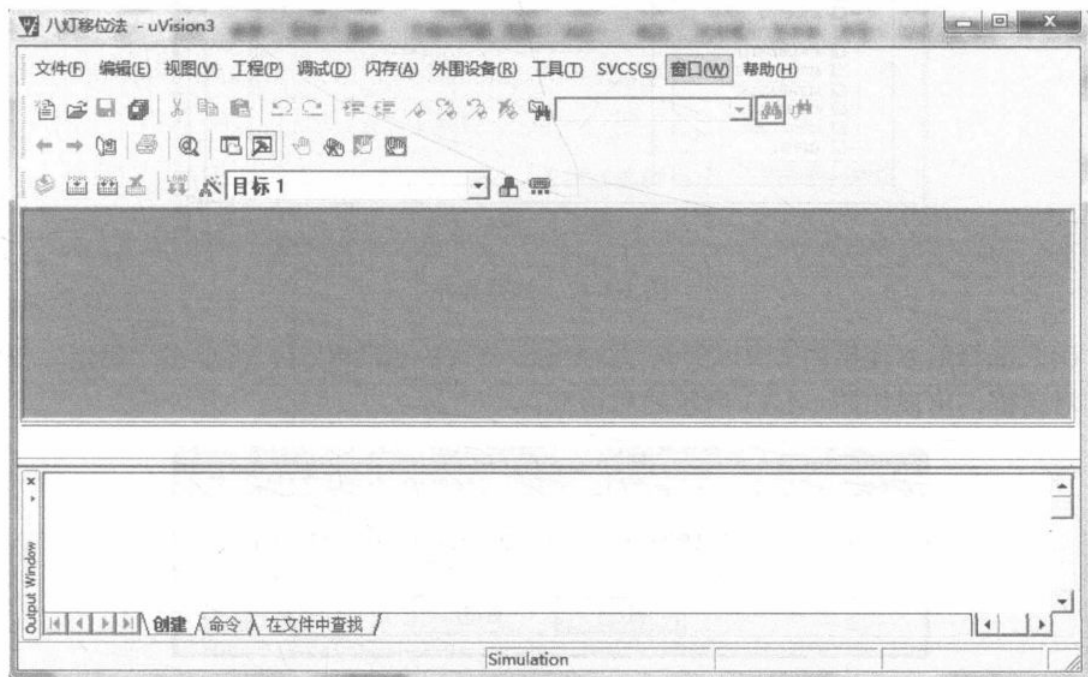 八灯移位法 - uVision3
文件(F) 编辑(E) 视图(V) 工程(P) 调试(D) 闪存(A) 外围设备(R) 工具(T) SVCS(S) 窗口(W) 帮助(H)
LOAD
目标 1
Output Window
创建 命令 在文件中查找
Simulation